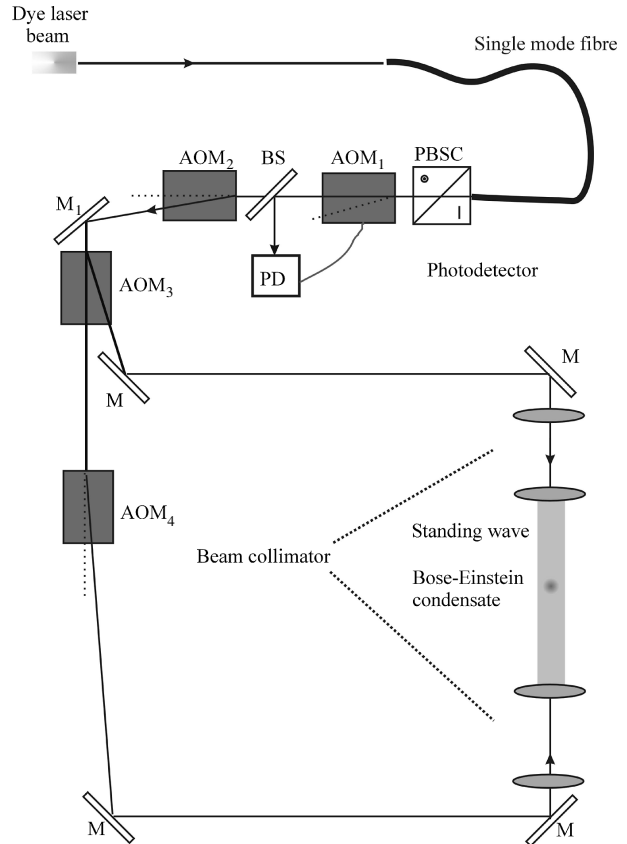 Dye laser
beam
Single mode fibre
AOM2
BS
AOM1
PBSC
M1
PD
Photodetector
AOM3
M
M
AOM4
Beam collimator
Standing wave
Bose-Einstein
condensate
M
M